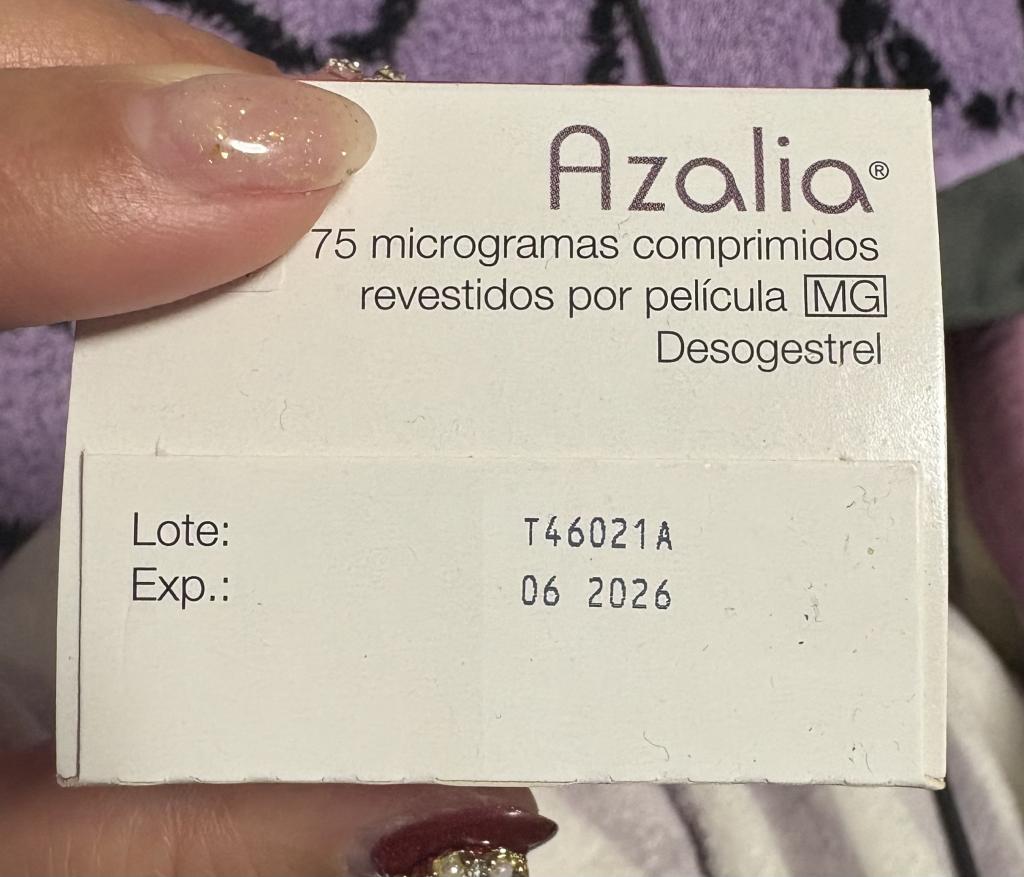 Azalia®
75 microgramas comprimidos
revestidos por película MG
Desogestrel
Lote: T46021A
Exp.: 06 2026